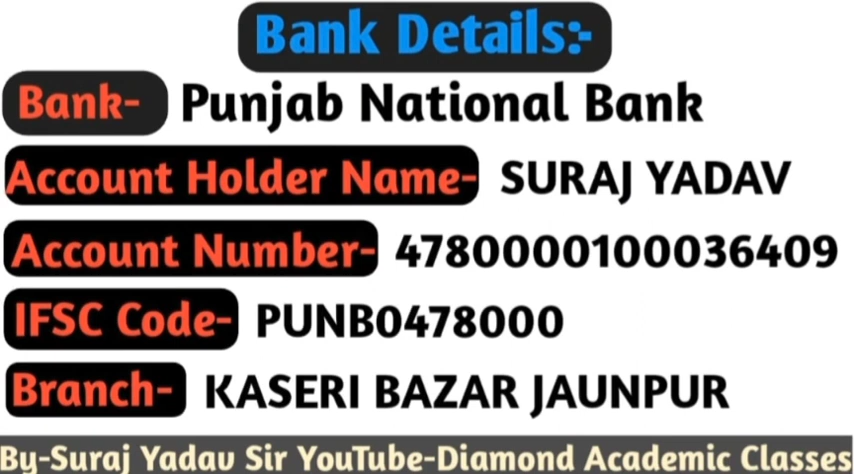 Bank Details:-
Bank- Punjab National Bank
Account Holder Name- SURAJ YADAV
Account Number- 4780000100036409
IFSC Code- PUNB0478000
Branch- KASERI BAZAR JAUNPUR
By-Suraj Yadav Sir YouTube-Diamond Academic Classes